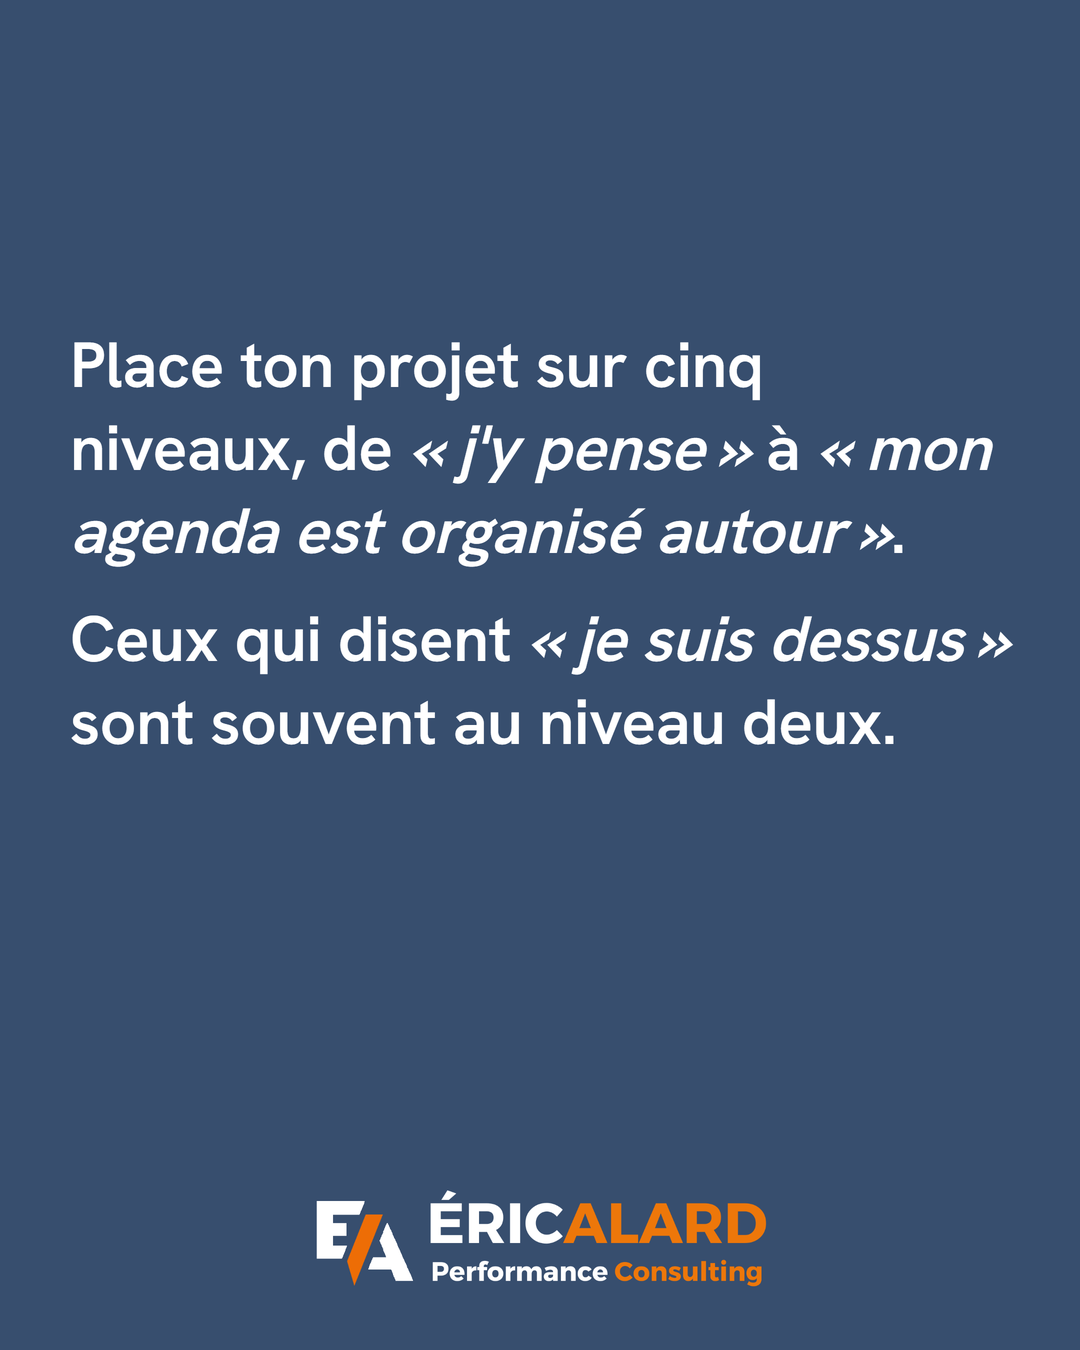 Place ton projet sur cinq
niveaux, de « j'y pense » à « mon
agenda est organisé autour ».
Ceux qui disent « je suis dessus »
sont souvent au niveau deux.
EA
ÉRICALARD
Performance Consulting